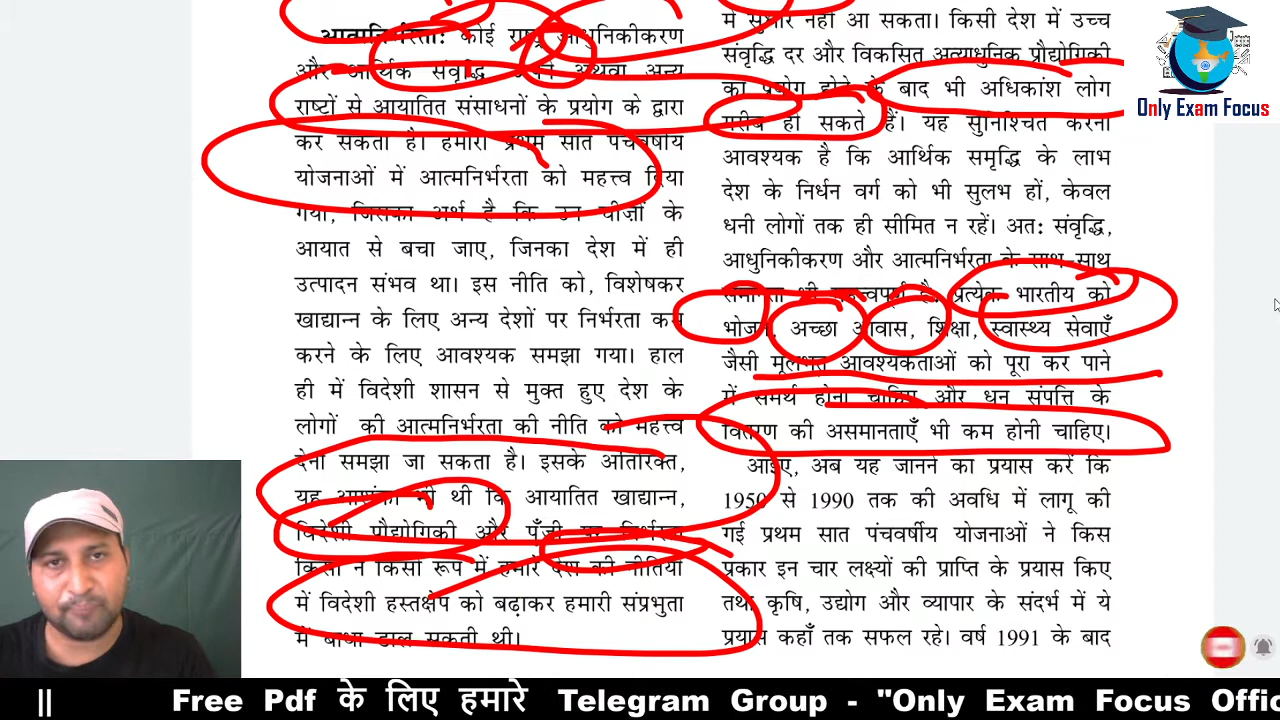 आत्मनिर्भरता: कोई राष्ट्र आधुनिकीकरण
और आर्थिक संवृद्धि अपने अथवा अन्य
राष्टों से आयातित संसाधनों के प्रयोग के द्वारा
कर सकता है। हमारी प्रथम सात पंचवर्षीय
योजनाओं में आत्मनिर्भरता को महत्त्व दिया
गया, जिसका अर्थ है कि उन चीज़ों के
आयात से बचा जाए, जिनका देश में ही
उत्पादन संभव था। इस नीति को, विशेषकर
खाद्यान्न के लिए अन्य देशों पर निर्भरता कम
करने के लिए आवश्यक समझा गया। हाल
ही में विदेशी शासन से मुक्त हुए देश के
लोगों की आत्मनिर्भरता की नीति को महत्त्व
देना समझा जा सकता है। इसके अतिरिक्त,
यह आशंका भी थी कि आयातित खाद्यान्न,
विदेशी प्रौद्योगिकी और पूँजी पर निर्भरता
किसी न किसी रूप में हमारे देश की नीतियों
में विदेशी हस्तक्षेप को बढ़ाकर हमारी संप्रभुता
में बाधा डाल सकती थी।
में सुधार नहीं आ सकता। किसी देश में उच्च
संवृद्धि दर और विकसित अत्याधुनिक प्रौद्योगिकी
का प्रयोग होने के बाद भी अधिकांश लोग
गरीब हो सकते हैं। यह सुनिश्चित करना
आवश्यक है कि आर्थिक समृद्धि के लाभ
देश के निर्धन वर्ग को भी सुलभ हों, केवल
धनी लोगों तक ही सीमित न रहें। अत: संवृद्धि,
आधुनिकीकरण और आत्मनिर्भरता के साथ साथ
समानता भी महत्त्वपूर्ण है. प्रत्येक भारतीय को
भोजन, अच्छा आवास, शिक्षा, स्वास्थ्य सेवाएँ
जैसी मूलभूत आवश्यकताओं को पूरा कर पाने
में समर्थ होना चाहिए और धन संपत्ति के
वितरण की असमानताएँ भी कम होनी चाहिए।
आइए, अब यह जानने का प्रयास करें कि
1950 से 1990 तक की अवधि में लागू की
गई प्रथम सात पंचवर्षीय योजनाओं ने किस
प्रकार इन चार लक्ष्यों की प्राप्ति के प्रयास किए
तथा कृषि, उद्योग और व्यापार के संदर्भ में ये
प्रयास कहाँ तक सफल रहे। वर्ष 1991 के बाद
Only Exam Focus
|| Free Pdf के लिए हमारे Telegram Group - "Only Exam Focus Offic